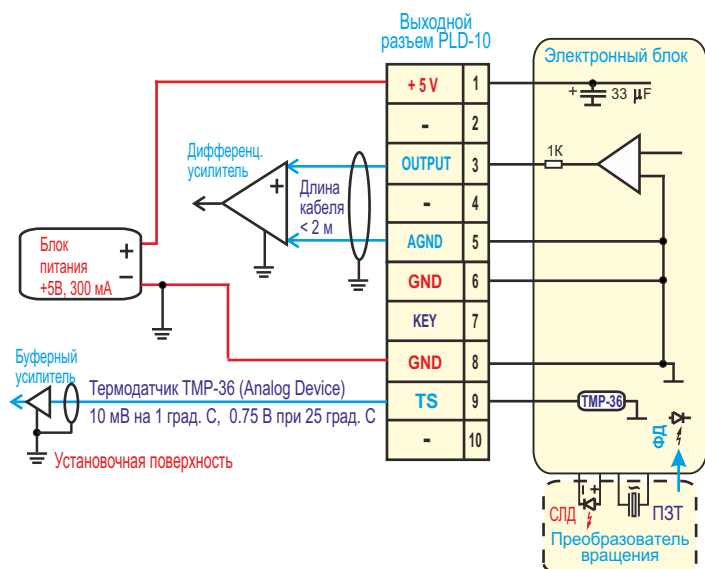 Выходной
разъем PLD-10
Электронный блок
+ 5 V
1
+
33 μF
-
2
Дифференц.
усилитель
+
OUTPUT
3
1K
Длина
кабеля
< 2 м
-
4
AGND
5
Блок
питания
+5В, 300 мА
+
−
GND
6
KEY
7
GND
8
Буферный
усилитель
Термодатчик TMP-36 (Analog Device)
10 мВ на 1 град. С, 0.75 В при 25 град. С
TS
9
TMP-36
ФД
-
10
Установочная поверхность
− +
СЛД
ПЗТ
Преобразователь
вращения